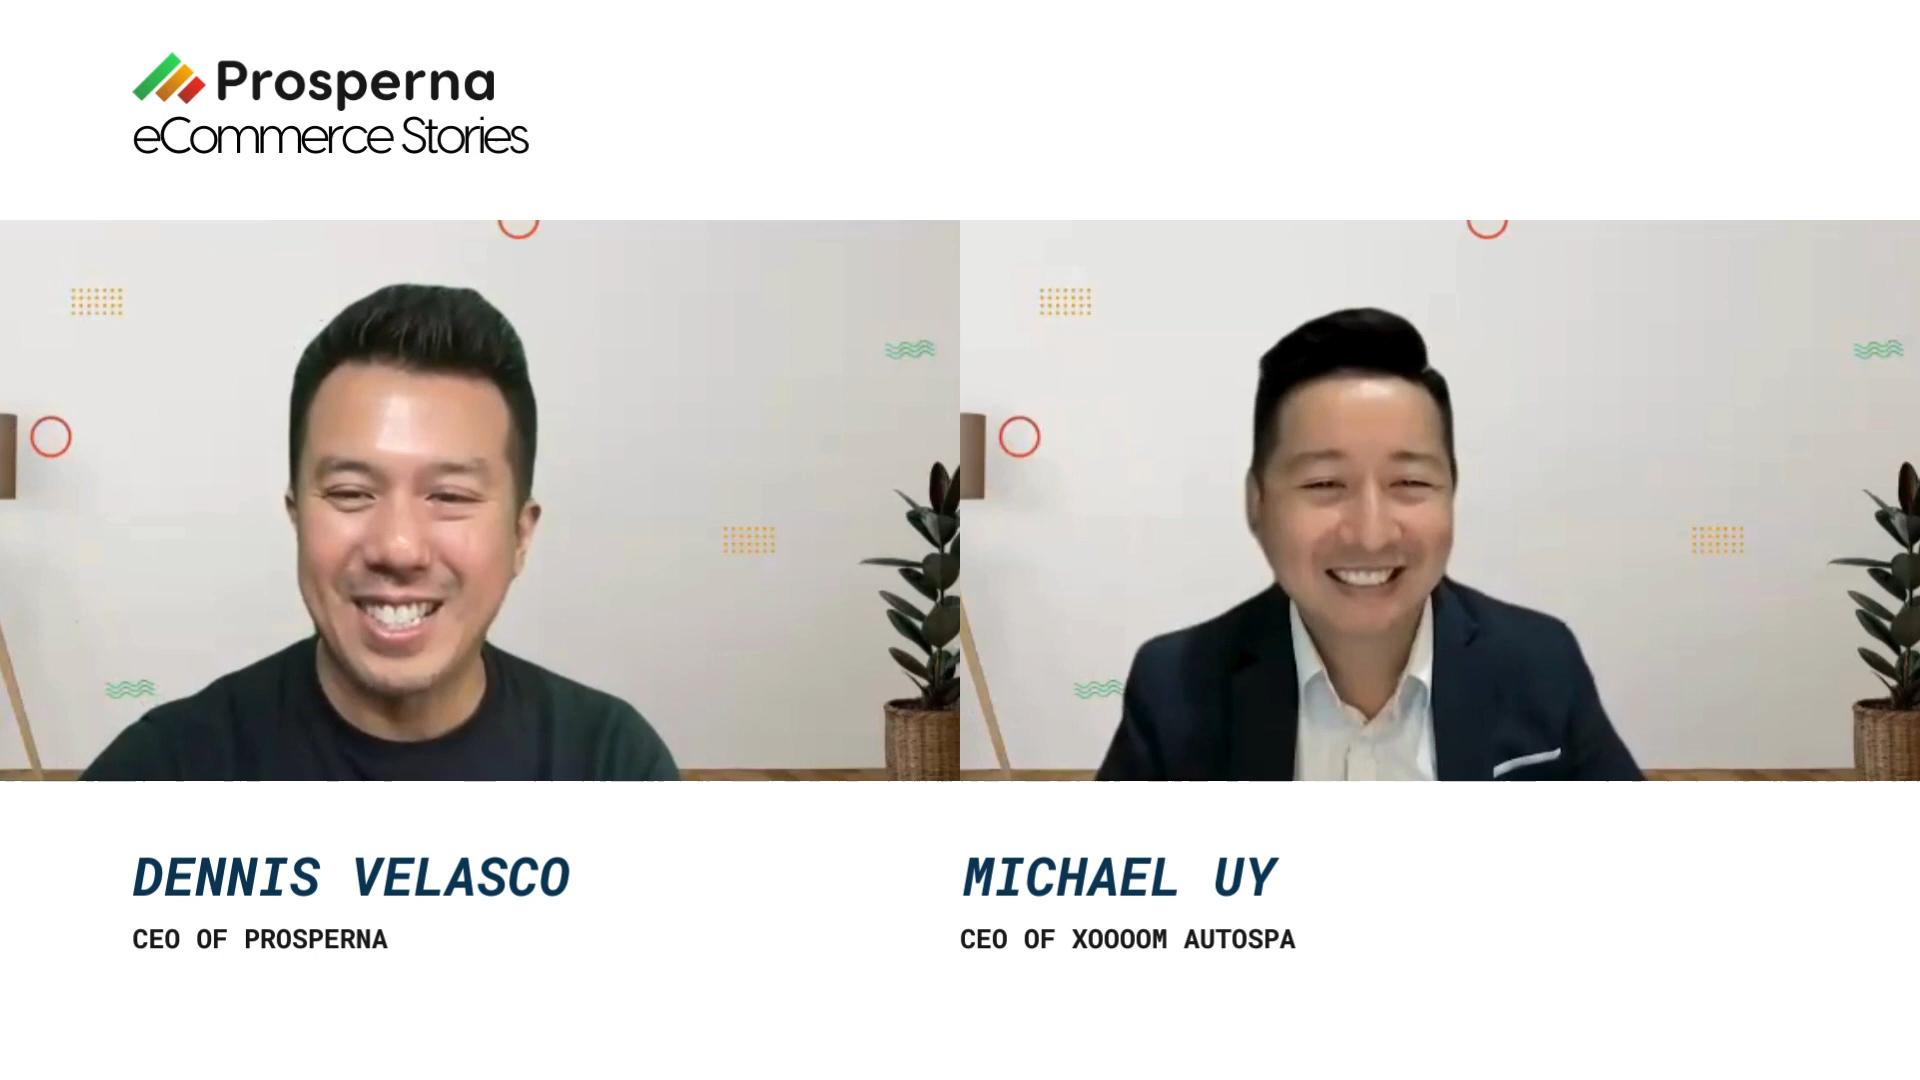 Prosperna
eCommerce Stories
DENNIS VELASCO
CEO OF PROSPERNA
MICHAEL UY
CEO OF XOOOOM AUTOSPA